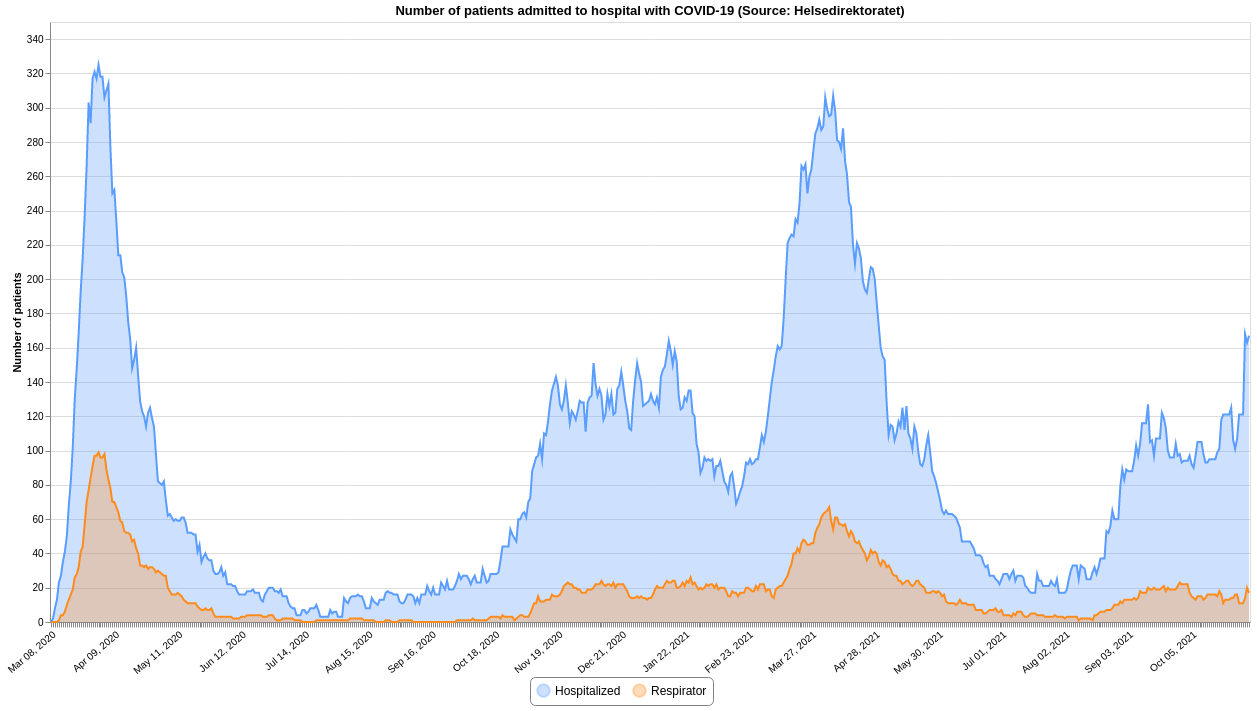 Number of patients admitted to hospital with COVID-19 (Source: Helsedirektoratet)
Number of patients
340
320
300
280
260
240
220
200
180
160
140
120
100
80
60
40
20
0
Mar 08, 2020
Apr 09, 2020
May 11, 2020
Jun 12, 2020
Jul 14, 2020
Aug 15, 2020
Sep 16, 2020
Oct 18, 2020
Nov 19, 2020
Dec 21, 2020
Jan 22, 2021
Feb 23, 2021
Mar 27, 2021
Apr 28, 2021
May 30, 2021
Jul 01, 2021
Aug 02, 2021
Sep 03, 2021
Oct 05, 2021
Hospitalized
Respirator